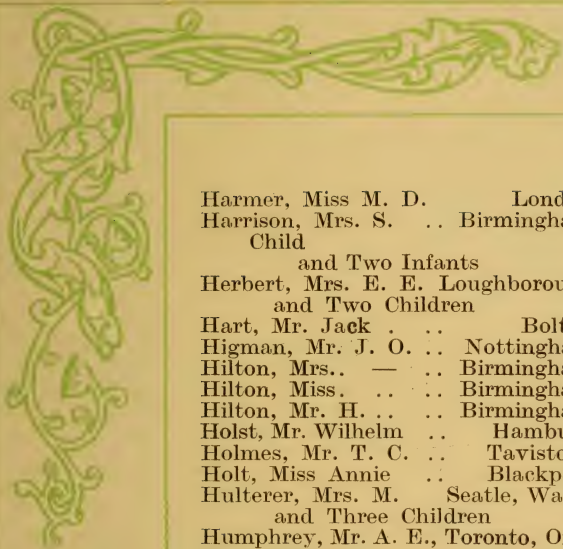 Harmer, Miss M. D. Lond
Harrison, Mrs. S. .. Birmingha
Child
and Two Infants
Herbert, Mrs. E. E. Loughborou
and Two Children
Hart, Mr. Jack . .. Bolt
Higman, Mr. J. O. .. Nottingha
Hilton, Mrs.. — .. Birmingha
Hilton, Miss. .. .. Birmingha
Hilton, Mr. H. .. .. Birmingha
Holst, Mr. Wilhelm .. Hambu
Holmes, Mr. T. C. .. Tavisto
Holt, Miss Annie .. Blackp
Hulterer, Mrs. M. Seatle, Wa
and Three Children
Humphrey, Mr. A. E., Toronto, O